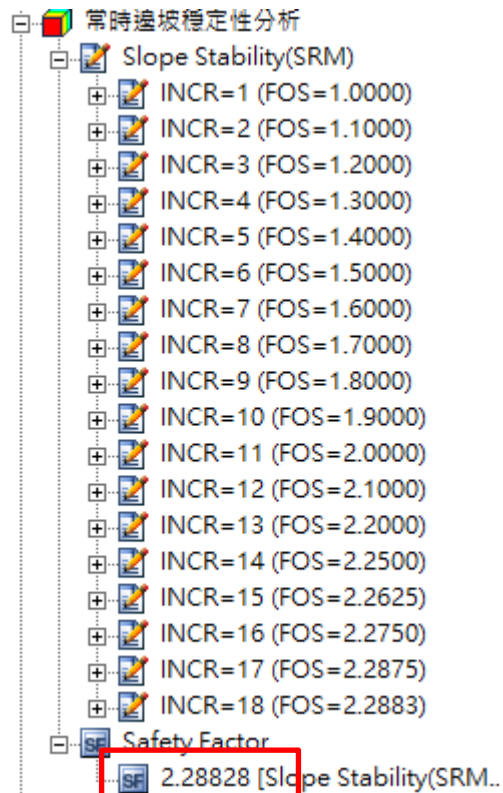 常時邊坡穩定性分析
Slope Stability(SRM)
INCR=1 (FOS=1.0000)
INCR=2 (FOS=1.1000)
INCR=3 (FOS=1.2000)
INCR=4 (FOS=1.3000)
INCR=5 (FOS=1.4000)
INCR=6 (FOS=1.5000)
INCR=7 (FOS=1.6000)
INCR=8 (FOS=1.7000)
INCR=9 (FOS=1.8000)
INCR=10 (FOS=1.9000)
INCR=11 (FOS=2.0000)
INCR=12 (FOS=2.1000)
INCR=13 (FOS=2.2000)
INCR=14 (FOS=2.2500)
INCR=15 (FOS=2.2625)
INCR=16 (FOS=2.2750)
INCR=17 (FOS=2.2875)
INCR=18 (FOS=2.2883)
SF Safety Factor
SF 2.28828 [Slope Stability(SRM..